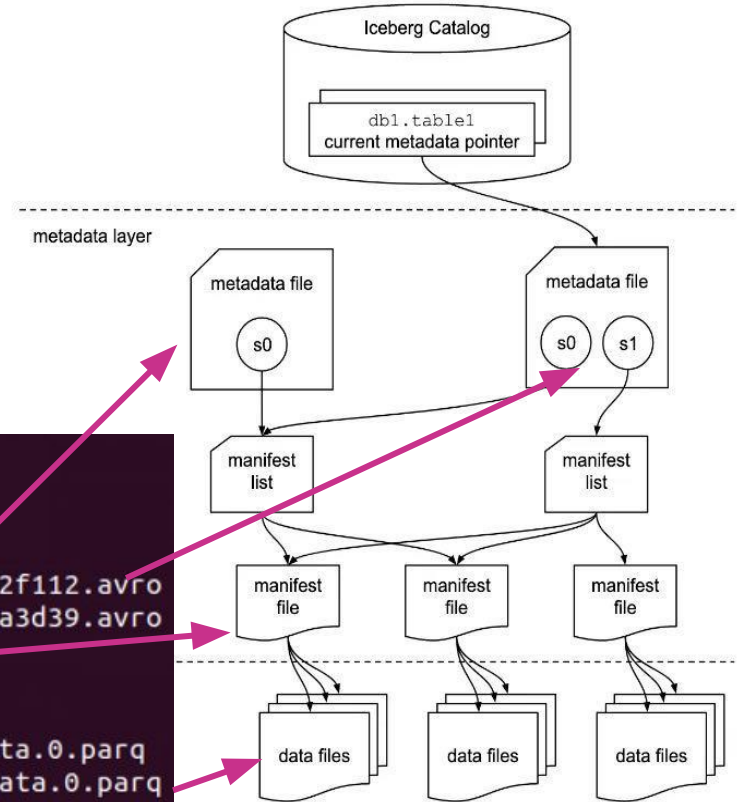 Iceberg Catalog
db1.table1
current metadata pointer
metadata layer
metadata file
s0
metadata file
s0
s1
manifest
list
manifest
list
2f112.avro
a3d39.avro
manifest
file
manifest
file
manifest
file
ta.0.parq
ata.0.parq
data files
data files
data files